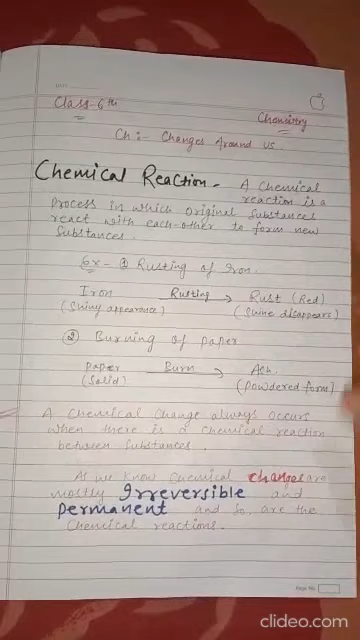 Class-6th
Chemistry
Ch:- Changes Around Us
Chemical Reaction - A Chemical
reaction is a
process in which original Substances
react with each-other to form new
Substances.
Ex- ① Rusting of Iron.
Iron Rusting → Rust (Red)
(Shiny appearance) (Shine disappears)
② Burning of paper
Paper Burn → Ash
(Solid) (Powdered form)
A Chemical Change always occurs
when there is a Chemical reaction
between Substances.
As we know Chemical changes are
mostly Irreversible and
permanent and so, are the
Chemical reactions.
Page No.
clideo.com